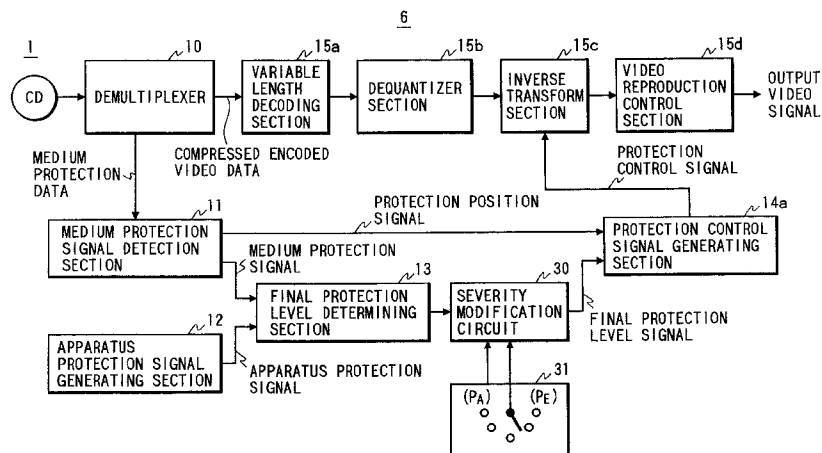 1
6
10
15a
15b
15c
15d
CD
DEMULTIPLEXER
VARIABLE
LENGTH
DECODING
SECTION
DEQUANTIZER
SECTION
INVERSE
TRANSFORM
SECTION
VIDEO
REPRODUCTION
CONTROL
SECTION
OUTPUT
VIDEO
SIGNAL
MEDIUM
PROTECTION
DATA
COMPRESSED ENCODED
VIDEO DATA
PROTECTION
CONTROL SIGNAL
PROTECTION POSITION
SIGNAL
11
MEDIUM PROTECTION
SIGNAL DETECTION
SECTION
14a
PROTECTION CONTROL
SIGNAL GENERATING
SECTION
MEDIUM PROTECTION
SIGNAL
13
FINAL PROTECTION
LEVEL DETERMINING
SECTION
30
SEVERITY
MODIFICATION
CIRCUIT
FINAL PROTECTION
LEVEL SIGNAL
12
APPARATUS
PROTECTION SIGNAL
GENERATING SECTION
APPARATUS PROTECTION
SIGNAL
31
(PA) (PE)